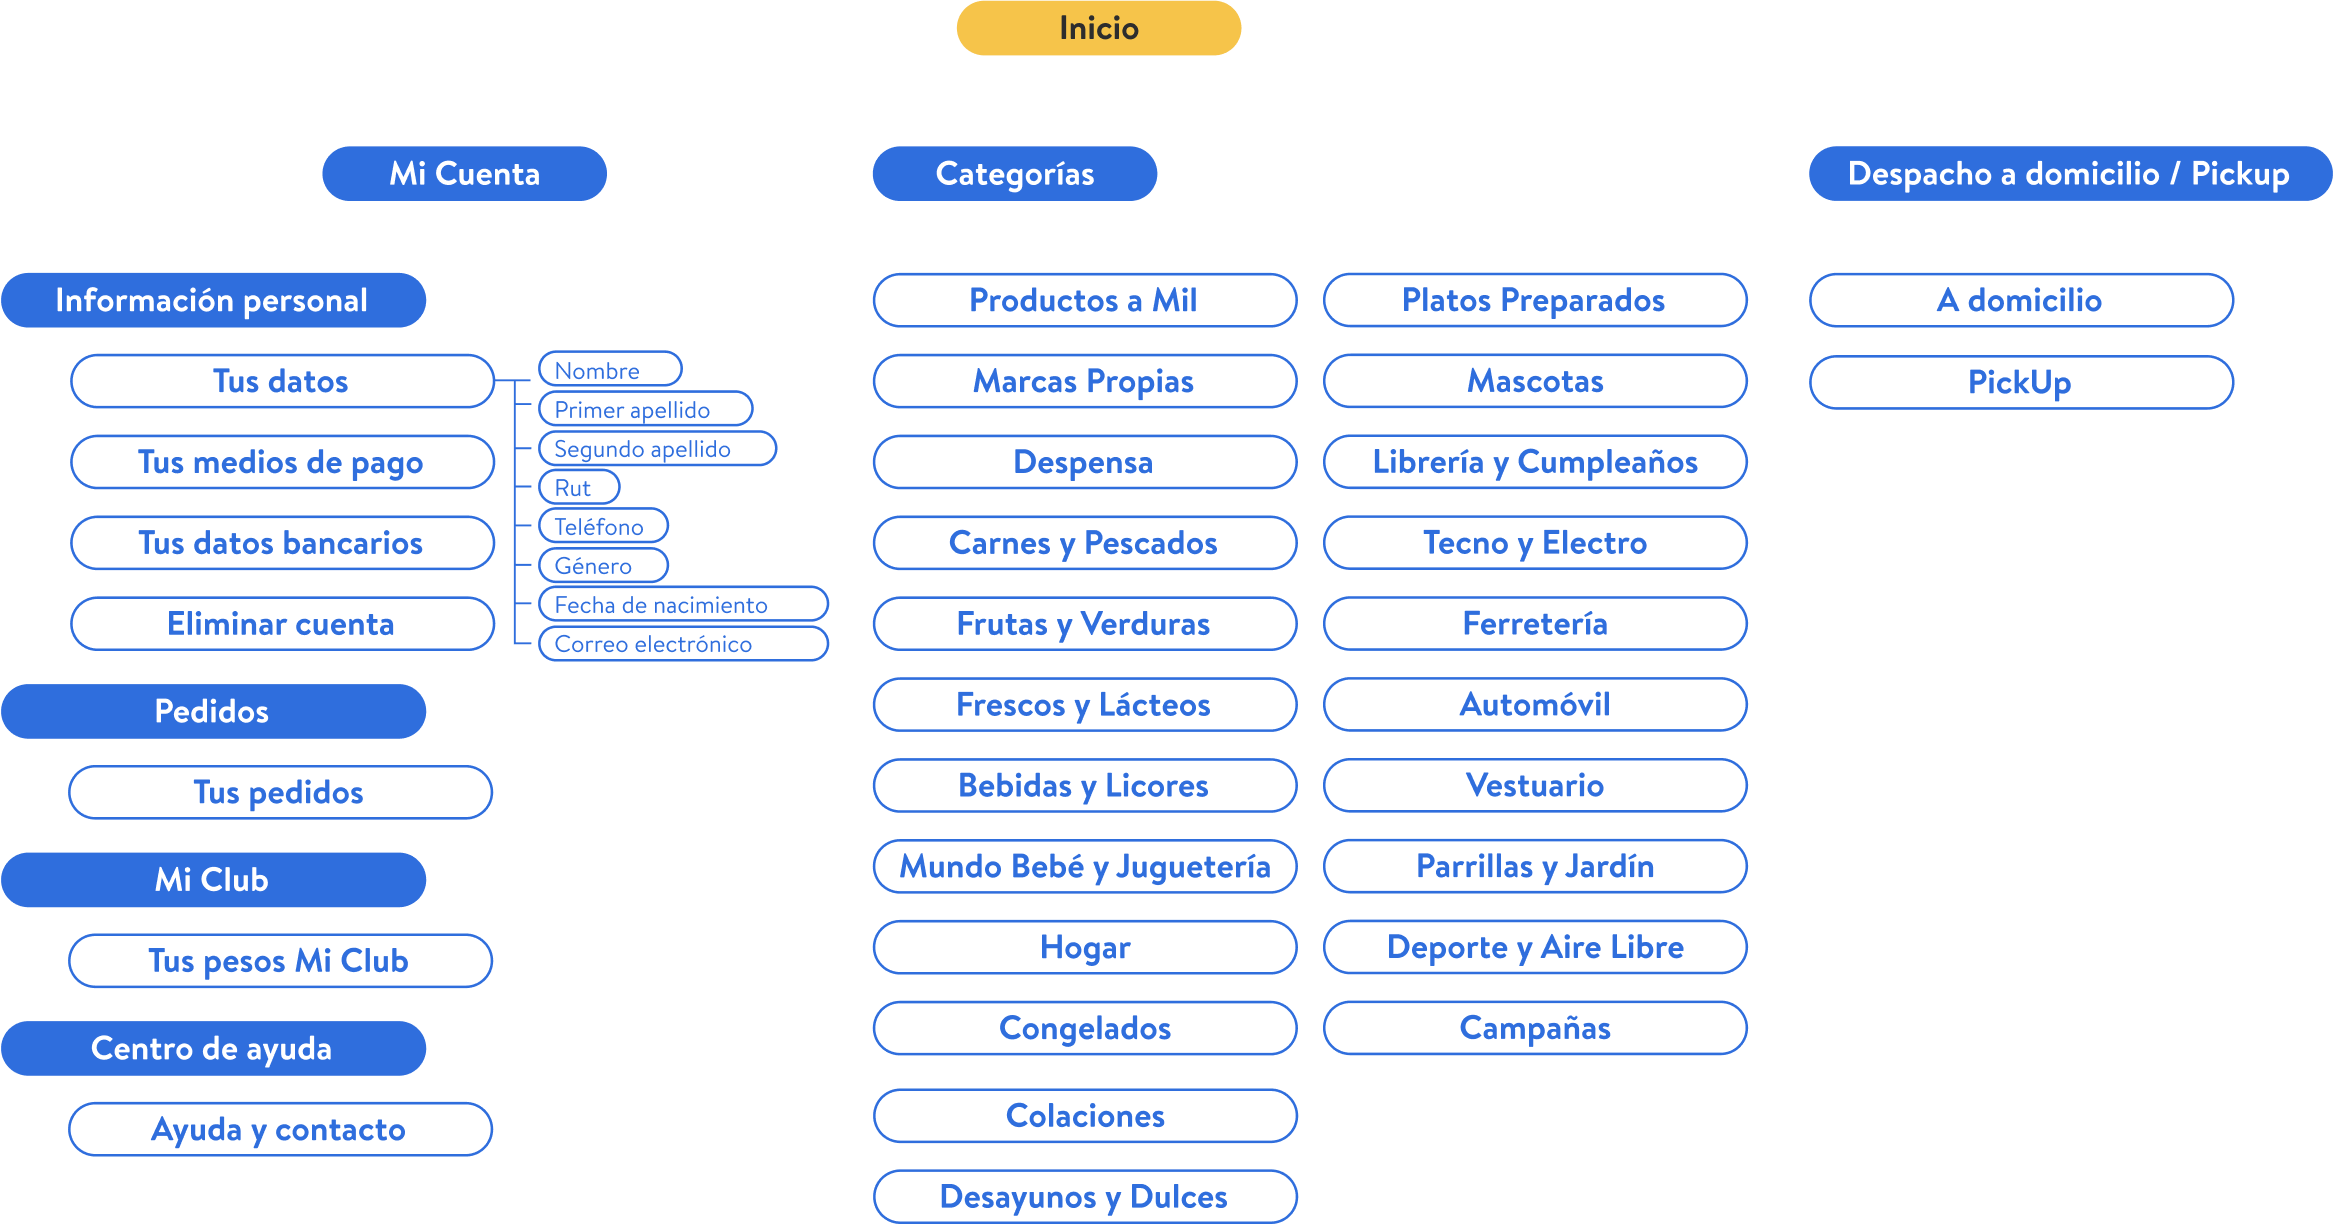 Inicio
Mi Cuenta
Información personal
Tus datos
Nombre
Primer apellido
Segundo apellido
Rut
Teléfono
Género
Fecha de nacimiento
Correo electrónico
Tus medios de pago
Tus datos bancarios
Eliminar cuenta
Pedidos
Tus pedidos
Mi Club
Tus pesos Mi Club
Centro de ayuda
Ayuda y contacto
Categorías
Productos a Mil
Marcas Propias
Despensa
Carnes y Pescados
Frutas y Verduras
Frescos y Lácteos
Bebidas y Licores
Mundo Bebé y Juguetería
Hogar
Congelados
Colaciones
Desayunos y Dulces
Platos Preparados
Mascotas
Librería y Cumpleaños
Tecno y Electro
Ferretería
Automóvil
Vestuario
Parrillas y Jardín
Deporte y Aire Libre
Campañas
Despacho a domicilio / Pickup
A domicilio
PickUp